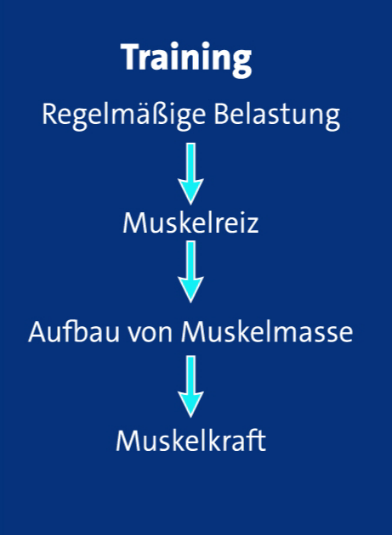 Training
Regelmäßige Belastung
Muskelreiz
Aufbau von Muskelmasse
Muskelkraft